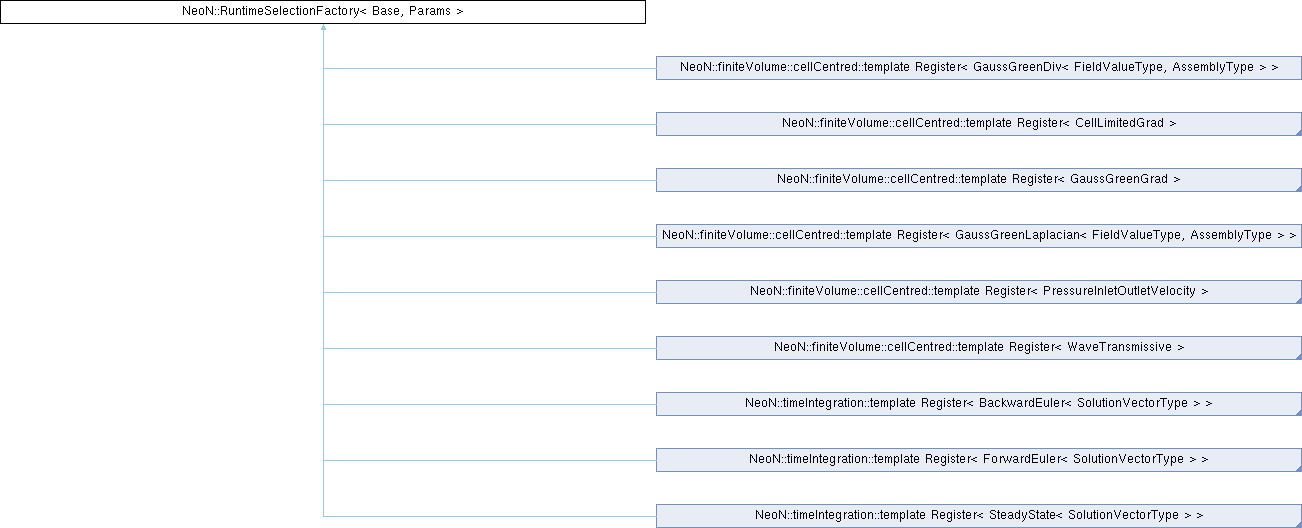 NeoN::RuntimeSelectionFactory< Base, Params >
NeoN::finiteVolume::cellCentred::template Register< GaussGreenDiv< FieldValueType, AssemblyType > >
NeoN::finiteVolume::cellCentred::template Register< CellLimitedGrad >
NeoN::finiteVolume::cellCentred::template Register< GaussGreenGrad >
NeoN::finiteVolume::cellCentred::template Register< GaussGreenLaplacian< FieldValueType, AssemblyType > >
NeoN::finiteVolume::cellCentred::template Register< PressureInletOutletVelocity >
NeoN::finiteVolume::cellCentred::template Register< WaveTransmissive >
NeoN::timeIntegration::template Register< BackwardEuler< SolutionVectorType > >
NeoN::timeIntegration::template Register< ForwardEuler< SolutionVectorType > >
NeoN::timeIntegration::template Register< SteadyState< SolutionVectorType > >